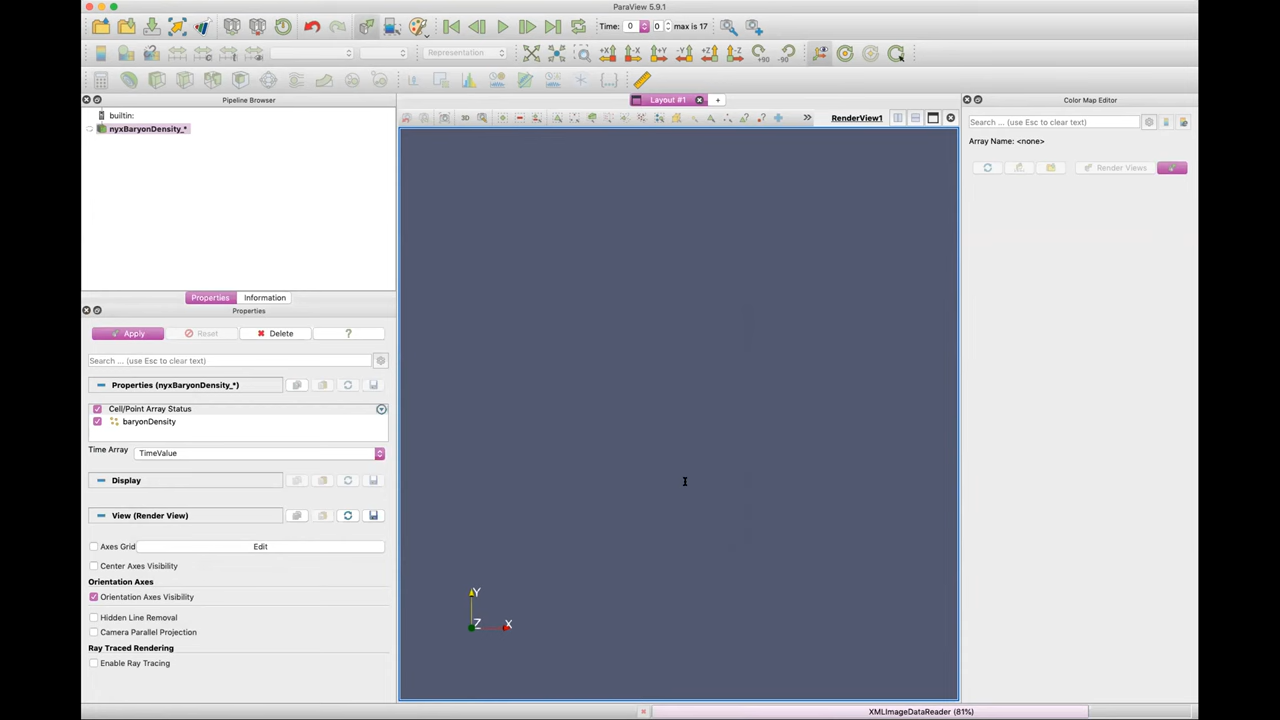 ParaView 5.9.1
Time: 0 0 max is 17
Representation
+X -X +Y -Y +Z -Z +90 -90
Pipeline Browser
Layout #1
+
Color Map Editor
builtin:
nyxBaryonDensity_*
3D
RenderView1
Search ... (use Esc to clear text)
Array Name: <none>
Render Views
Properties
Information
Properties
Apply
Reset
Delete
?
Search ... (use Esc to clear text)
Properties (nyxBaryonDensity_*)
Cell/Point Array Status
baryonDensity
Time Array
TimeValue
Display
View (Render View)
Axes Grid
Edit
Center Axes Visibility
Orientation Axes
Orientation Axes Visibility
Hidden Line Removal
Camera Parallel Projection
Ray Traced Rendering
Enable Ray Tracing
Y
Z
X
XMLImageDataReader (81%)